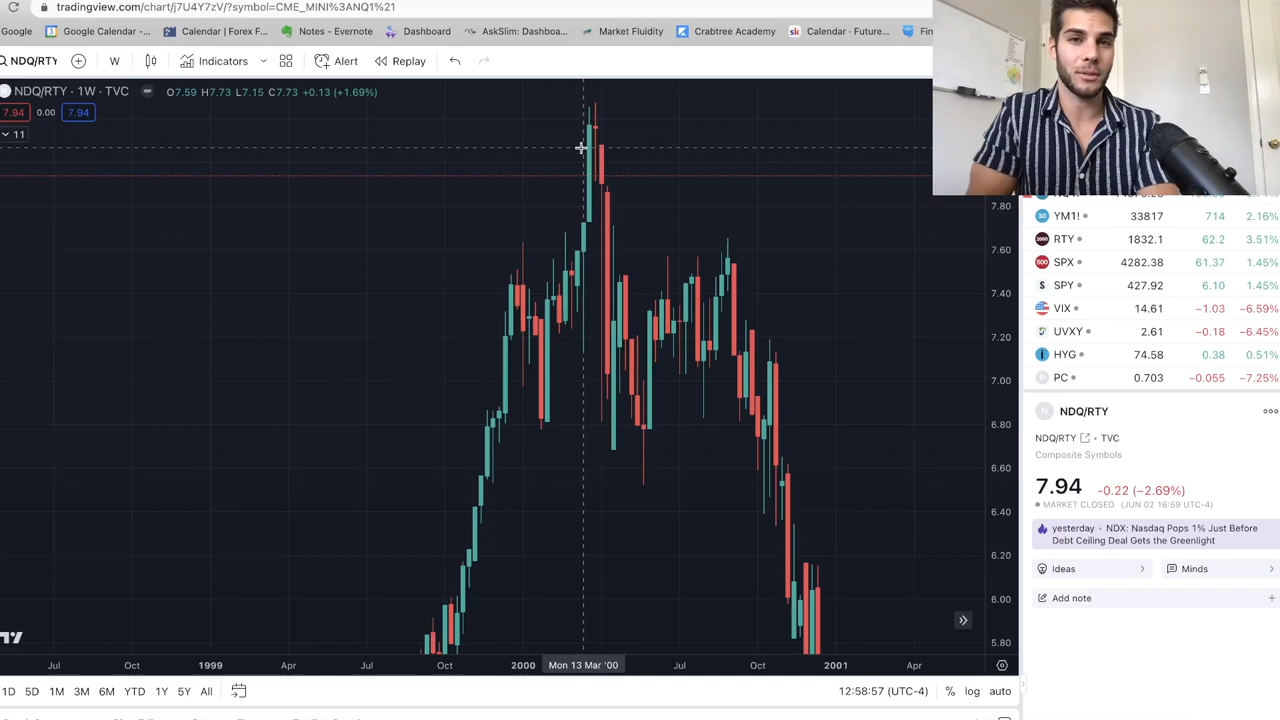 tradingview.com/chart/j7U4Y7zV/?symbol=CME_MINI%3ANQ1%21
Google Google Calendar -... Calendar | Forex F... Notes - Evernote Dashboard AskSlim: Dashboa... Market Fluidity Crabtree Academy Calendar - Future... Fin
NDQ/RTY W Indicators Alert Replay
NDQ/RTY · 1W · TVC O7.59 H7.73 L7.15 C7.73 +0.13 (+1.69%)
7.94 0.00 7.94
11
YM1! 33817 714 2.16%
RTY 1832.1 62.2 3.51%
SPX 4282.38 61.37 1.45%
SPY 427.92 6.10 1.45%
VIX 14.61 −1.03 −6.59%
UVXY 2.61 −0.18 −6.45%
HYG 74.58 0.38 0.51%
PC 0.703 −0.055 −7.25%
7.80
7.60
7.40
7.20
7.00
6.80
6.60
6.40
6.20
6.00
5.80
NDQ/RTY
NDQ/RTY • TVC
Composite Symbols
7.94 -0.22 (−2.69%)
MARKET CLOSED (JUN 02 16:59 UTC-4)
yesterday • NDX: Nasdaq Pops 1% Just Before
Debt Ceiling Deal Gets the Greenlight
Ideas Minds
Add note
Jul Oct 1999 Apr Jul Oct 2000 Mon 13 Mar '00 Jul Oct 2001 Apr
1D 5D 1M 3M 6M YTD 1Y 5Y All 12:58:57 (UTC-4) % log auto